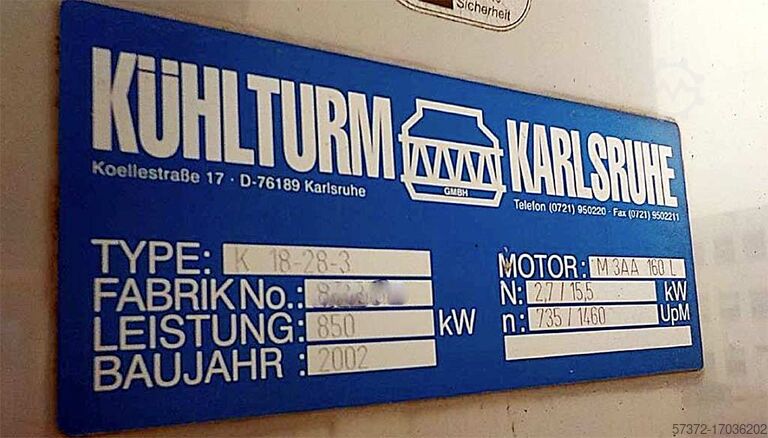 Sicherheit
KÜHLTURM KARLSRUHE
GMBH
Koellestraße 17 · D-76189 Karlsruhe
Telefon (0721) 950220 · Fax (0721) 9502211
TYPE: K 18-28-3
FABRIK No.:
LEISTUNG: 850 kW
BAUJAHR : 2002
MOTOR: M 3AA 160 L
N: 2,7 / 15,5 kW
n: 735 / 1460 UpM
57372-17036202